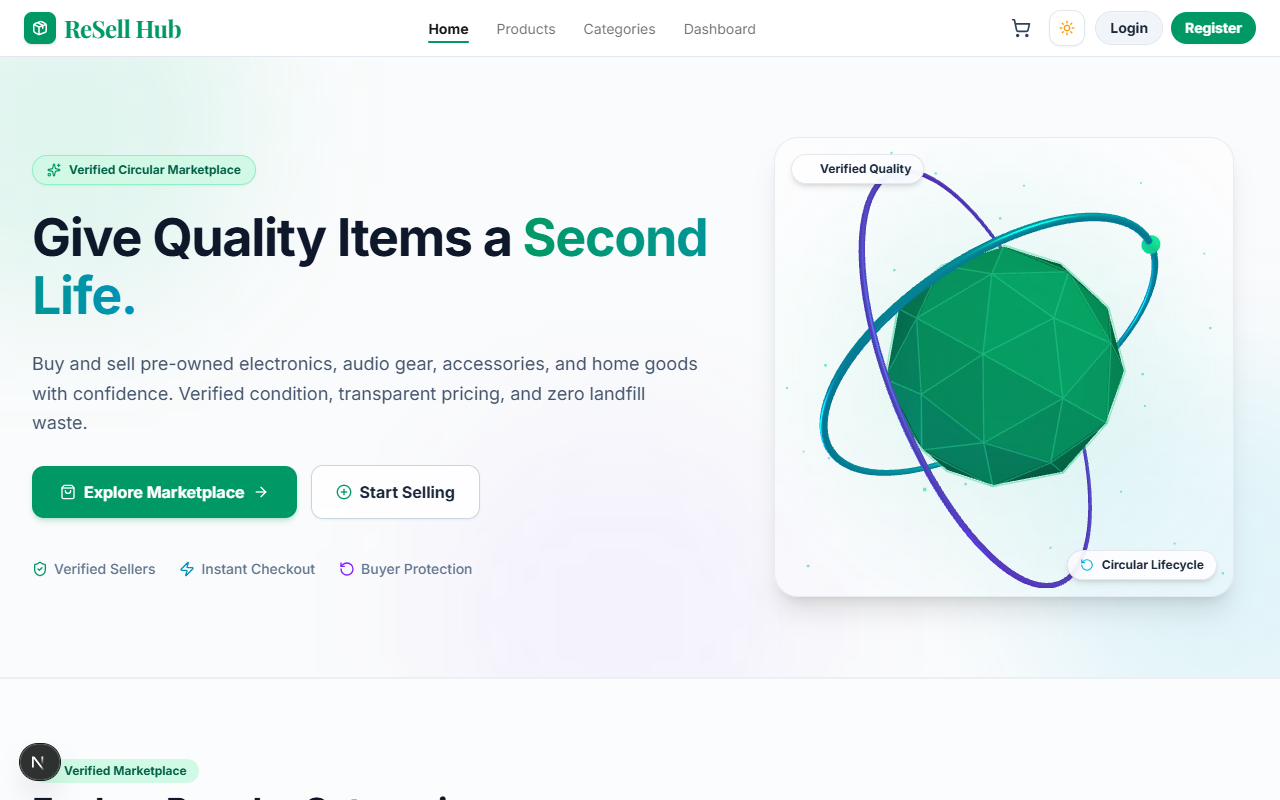 ReSell Hub
Home
Products
Categories
Dashboard
Login
Register
Verified Circular Marketplace
Give Quality Items a Second
Life.
Buy and sell pre-owned electronics, audio gear, accessories, and home goods
with confidence. Verified condition, transparent pricing, and zero landfill
waste.
Explore Marketplace
Start Selling
Verified Sellers
Instant Checkout
Buyer Protection
Verified Quality
Circular Lifecycle
N
Verified Marketplace